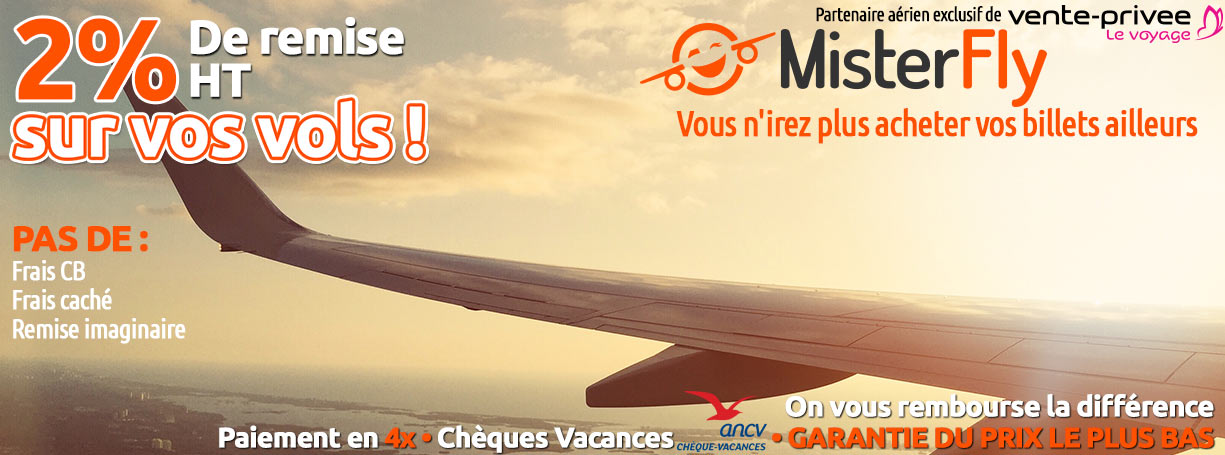 2% De remise
HT
sur vos vols !
Partenaire aérien exclusif de vente-privee
Le voyage
MisterFly
Vous n'irez plus acheter vos billets ailleurs
PAS DE :
Frais CB
Frais caché
Remise imaginaire
On vous rembourse la différence
Paiement en 4x • Chèques Vacances ancv • GARANTIE DU PRIX LE PLUS BAS
CHÈQUE-VACANCES